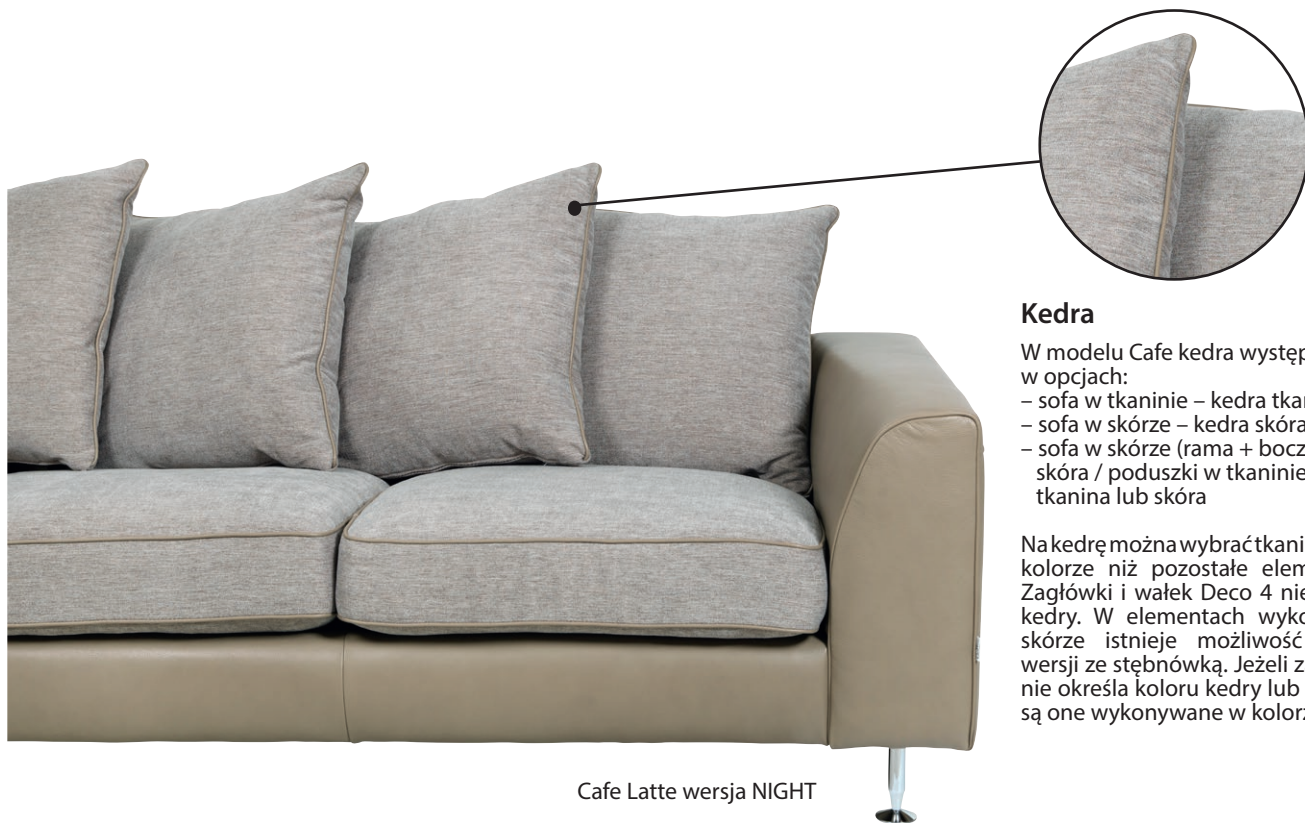 Kedra
W modelu Cafe kedra występ
w opcjach:
– sofa w tkaninie – kedra tkan
– sofa w skórze – kedra skóra
– sofa w skórze (rama + bocz
skóra / poduszki w tkaninie
tkanina lub skóra
Na kedrę można wybrać tkani
kolorze niż pozostałe elem
Zagłówki i wałek Deco 4 nie
kedry. W elementach wyko
skórze istnieje możliwość
wersji ze stębnówką. Jeżeli z
nie określa koloru kedry lub
są one wykonywane w kolorz
Cafe Latte wersja NIGHT